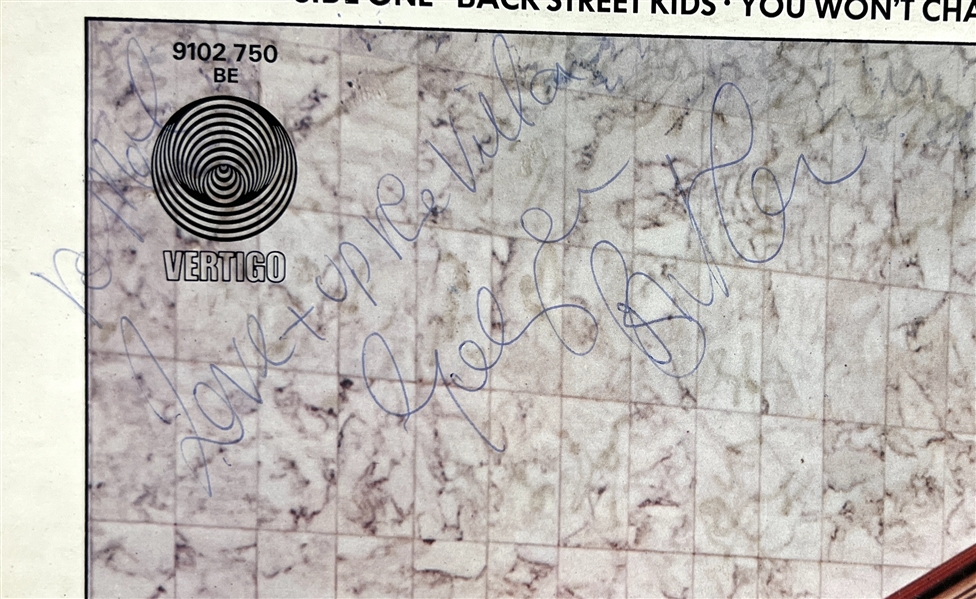 SIDE ONE · BACK STREET KIDS · YOU WON'T CHA
9102 750
BE
VERTIGO
To Mal
Love + up the Villa
Geezer
Butler